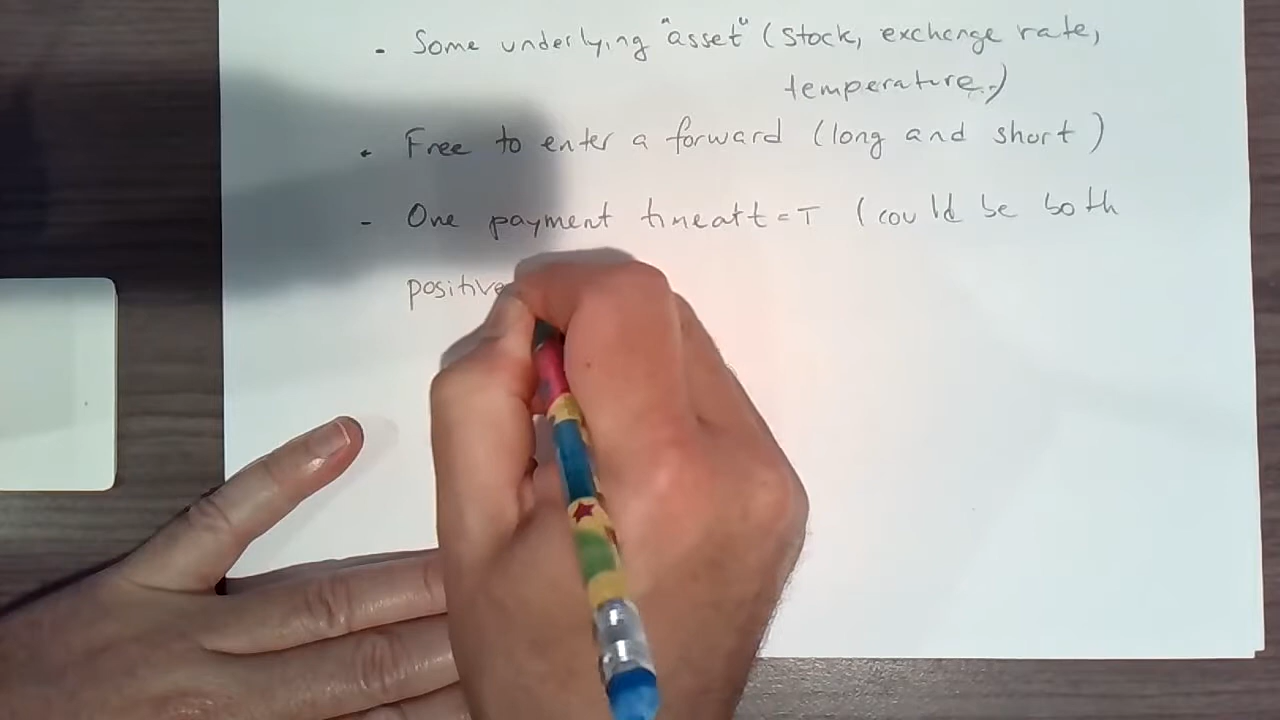 - Some underlying "asset" (stock, exchange rate,
temperature..)
- Free to enter a forward (long and short)
- One payment time at t = T (could be both
positive